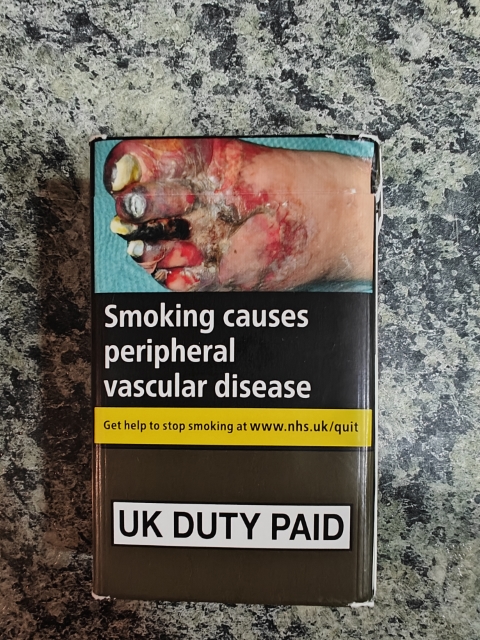 Smoking causes
peripheral
vascular disease
Get help to stop smoking at www.nhs.uk/quit
UK DUTY PAID